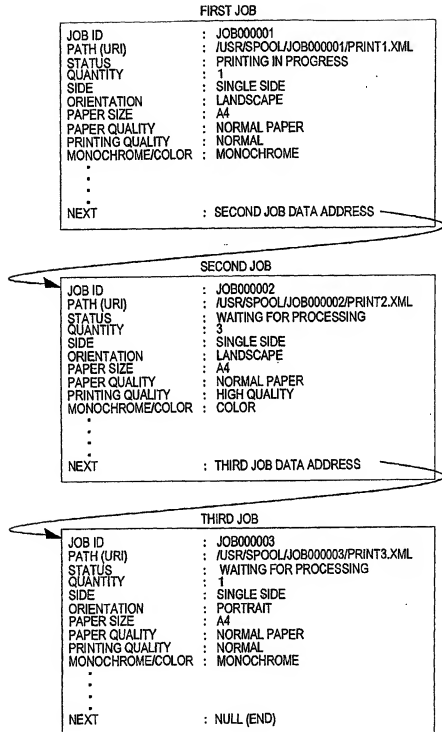 FIRST JOB
JOB ID : JOB000001
PATH (URI) : /USR/SPOOL/JOB000001/PRINT1.XML
STATUS : PRINTING IN PROGRESS
QUANTITY : 1
SIDE : SINGLE SIDE
ORIENTATION : LANDSCAPE
PAPER SIZE : A4
PAPER QUALITY : NORMAL PAPER
PRINTING QUALITY : NORMAL
MONOCHROME/COLOR : MONOCHROME
NEXT : SECOND JOB DATA ADDRESS
SECOND JOB
JOB ID : JOB000002
PATH (URI) : /USR/SPOOL/JOB000002/PRINT2.XML
STATUS : WAITING FOR PROCESSING
QUANTITY : 3
SIDE : SINGLE SIDE
ORIENTATION : LANDSCAPE
PAPER SIZE : A4
PAPER QUALITY : NORMAL PAPER
PRINTING QUALITY : HIGH QUALITY
MONOCHROME/COLOR : COLOR
NEXT : THIRD JOB DATA ADDRESS
THIRD JOB
JOB ID : JOB000003
PATH (URI) : /USR/SPOOL/JOB000003/PRINT3.XML
STATUS : WAITING FOR PROCESSING
QUANTITY : 1
SIDE : SINGLE SIDE
ORIENTATION : PORTRAIT
PAPER SIZE : A4
PAPER QUALITY : NORMAL PAPER
PRINTING QUALITY : NORMAL
MONOCHROME/COLOR : MONOCHROME
NEXT : NULL (END)